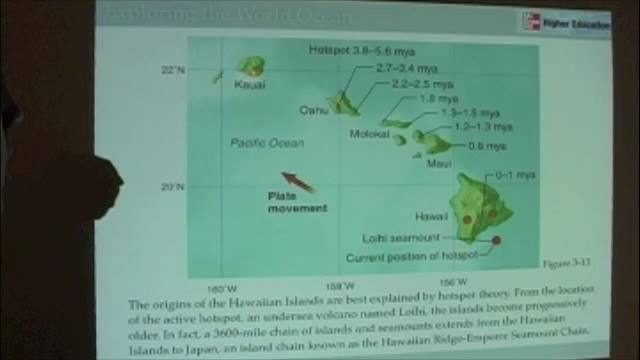 Exploring the World Ocean
Higher Education
Hotspot 3.8–5.6 mya
22°N
2.7–3.4 mya
Kauai
2.2–2.5 mya
1.8 mya
Oahu
1.3–1.5 mya
Molokai
1.2–1.3 mya
Pacific Ocean
0.8 mya
Maui
0–1 mya
20°N
Plate
movement
Hawaii
Loihi seamount
Current position of hotspot
Figure 3-13
160°W
158°W
156°W
The origins of the Hawaiian Islands are best explained by hotspot theory. From the location
of the active hotspot, an undersea volcano named Loihi, the islands become progressively
older. In fact, a 3600-mile chain of islands and seamounts extends from the Hawaiian
Islands to Japan, an island chain known as the Hawaiian Ridge-Emperor Seamount Chain.